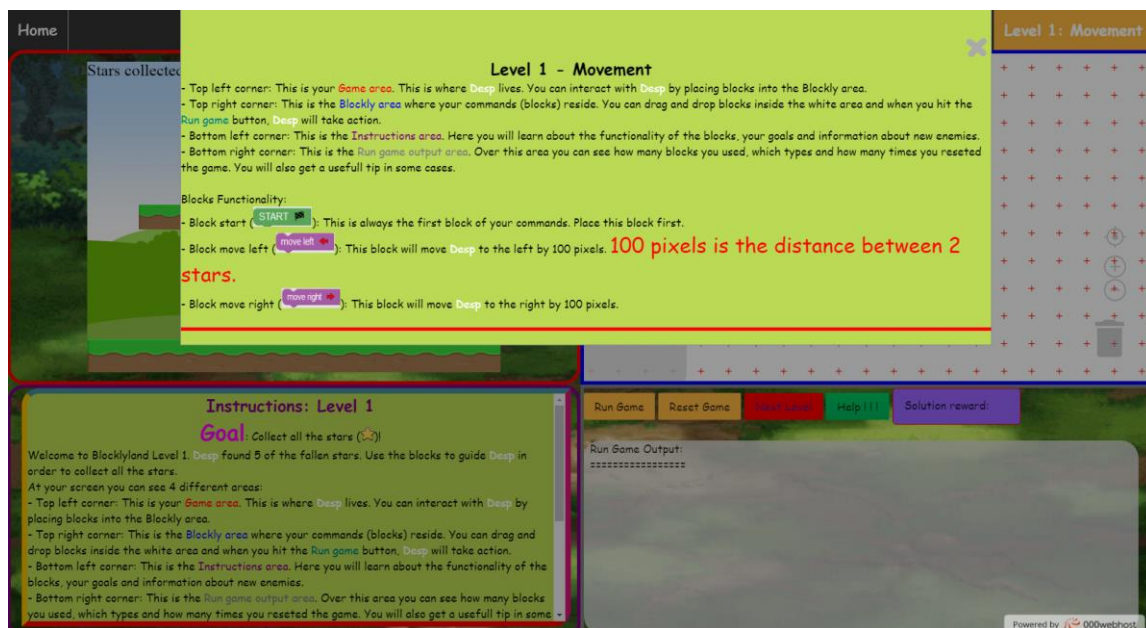 Home
Level 1: Movement
Stars collected
Level 1 - Movement
- Top left corner: This is your Game area. This is where Desp lives. You can interact with Desp by placing blocks into the Blockly area.
- Top right corner: This is the Blockly area where your commands (blocks) reside. You can drag and drop blocks inside the white area and when you hit the
Run game button, Desp will take action.
- Bottom left corner: This is the Instructions area. Here you will learn about the functionality of the blocks, your goals and information about new enemies.
- Bottom right corner: This is the Run game output area. Over this area you can see how many blocks you used, which types and how many times you reseted
the game. You will also get a usefull tip in some cases.
Blocks Functionality:
- Block start (START): This is always the first block of your commands. Place this block first.
- Block move left (move left): This block will move Desp to the left by 100 pixels. 100 pixels is the distance between 2
stars.
- Block move right (move right): This block will move Desp to the right by 100 pixels.
Instructions: Level 1
Goal: Collect all the stars ()!
Welcome to Blocklyland Level 1. Desp found 5 of the fallen stars. Use the blocks to guide Desp in
order to collect all the stars.
At your screen you can see 4 different areas:
- Top left corner: This is your Game area. This is where Desp lives. You can interact with Desp by
placing blocks into the Blockly area.
- Top right corner: This is the Blockly area where your commands (blocks) reside. You can drag and
drop blocks inside the white area and when you hit the Run game button, Desp will take action.
- Bottom left corner: This is the Instructions area. Here you will learn about the functionality of the
blocks, your goals and information about new enemies.
- Bottom right corner: This is the Run game output area. Over this area you can see how many blocks
you used, which types and how many times you reseted the game. You will also get a usefull tip in some
Run Game
Reset Game
Next Level
Help!!!
Solution reward:
Run Game Output:
=================
Powered by 000webhost